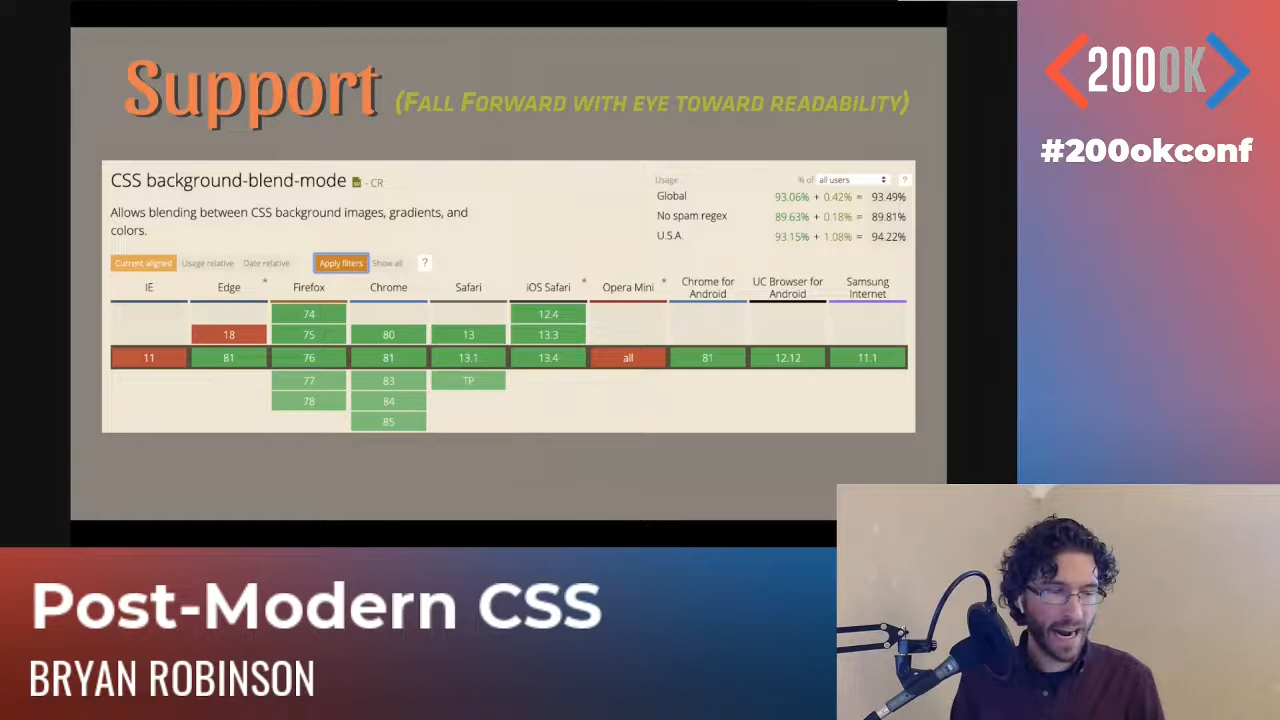 Support (FALL FORWARD WITH EYE TOWARD READABILITY)
CSS background-blend-mode - CR
Allows blending between CSS background images, gradients, and
colors.
Usage % of all users ?
Global 93.06% + 0.42% = 93.49%
No spam regex 89.63% + 0.18% = 89.81%
U.S.A. 93.15% + 1.08% = 94.22%
Current aligned Usage relative Date relative Apply filters Show all ?
IE Edge * Firefox Chrome Safari iOS Safari * Opera Mini * Chrome for Android UC Browser for Android Samsung Internet
74 12.4
18 75 80 13 13.3
11 81 76 81 13.1 13.4 all 81 12.12 11.1
77 83 TP
78 84
85
200OK
#200okconf
Post-Modern CSS
BRYAN ROBINSON